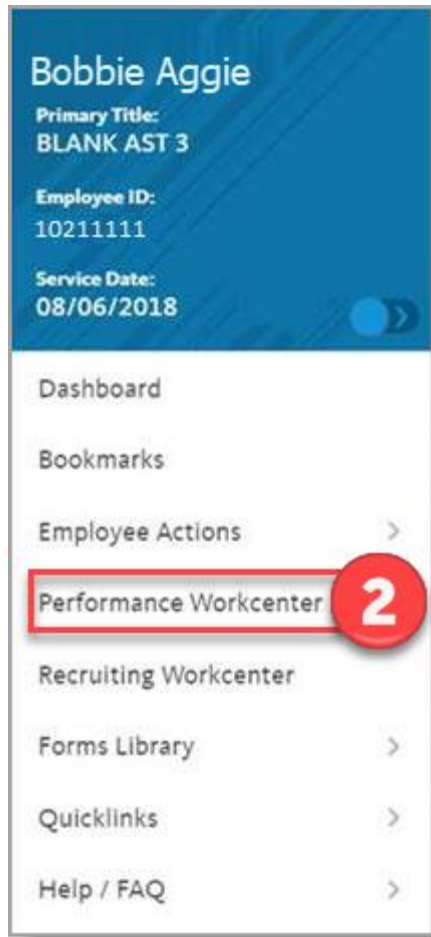 Bobbie Aggie
Primary Title:
BLANK AST 3
Employee ID:
10211111
Service Date:
08/06/2018
Dashboard
Bookmarks
Employee Actions
Performance Workcenter 2
Recruiting Workcenter
Forms Library
Quicklinks
Help / FAQ